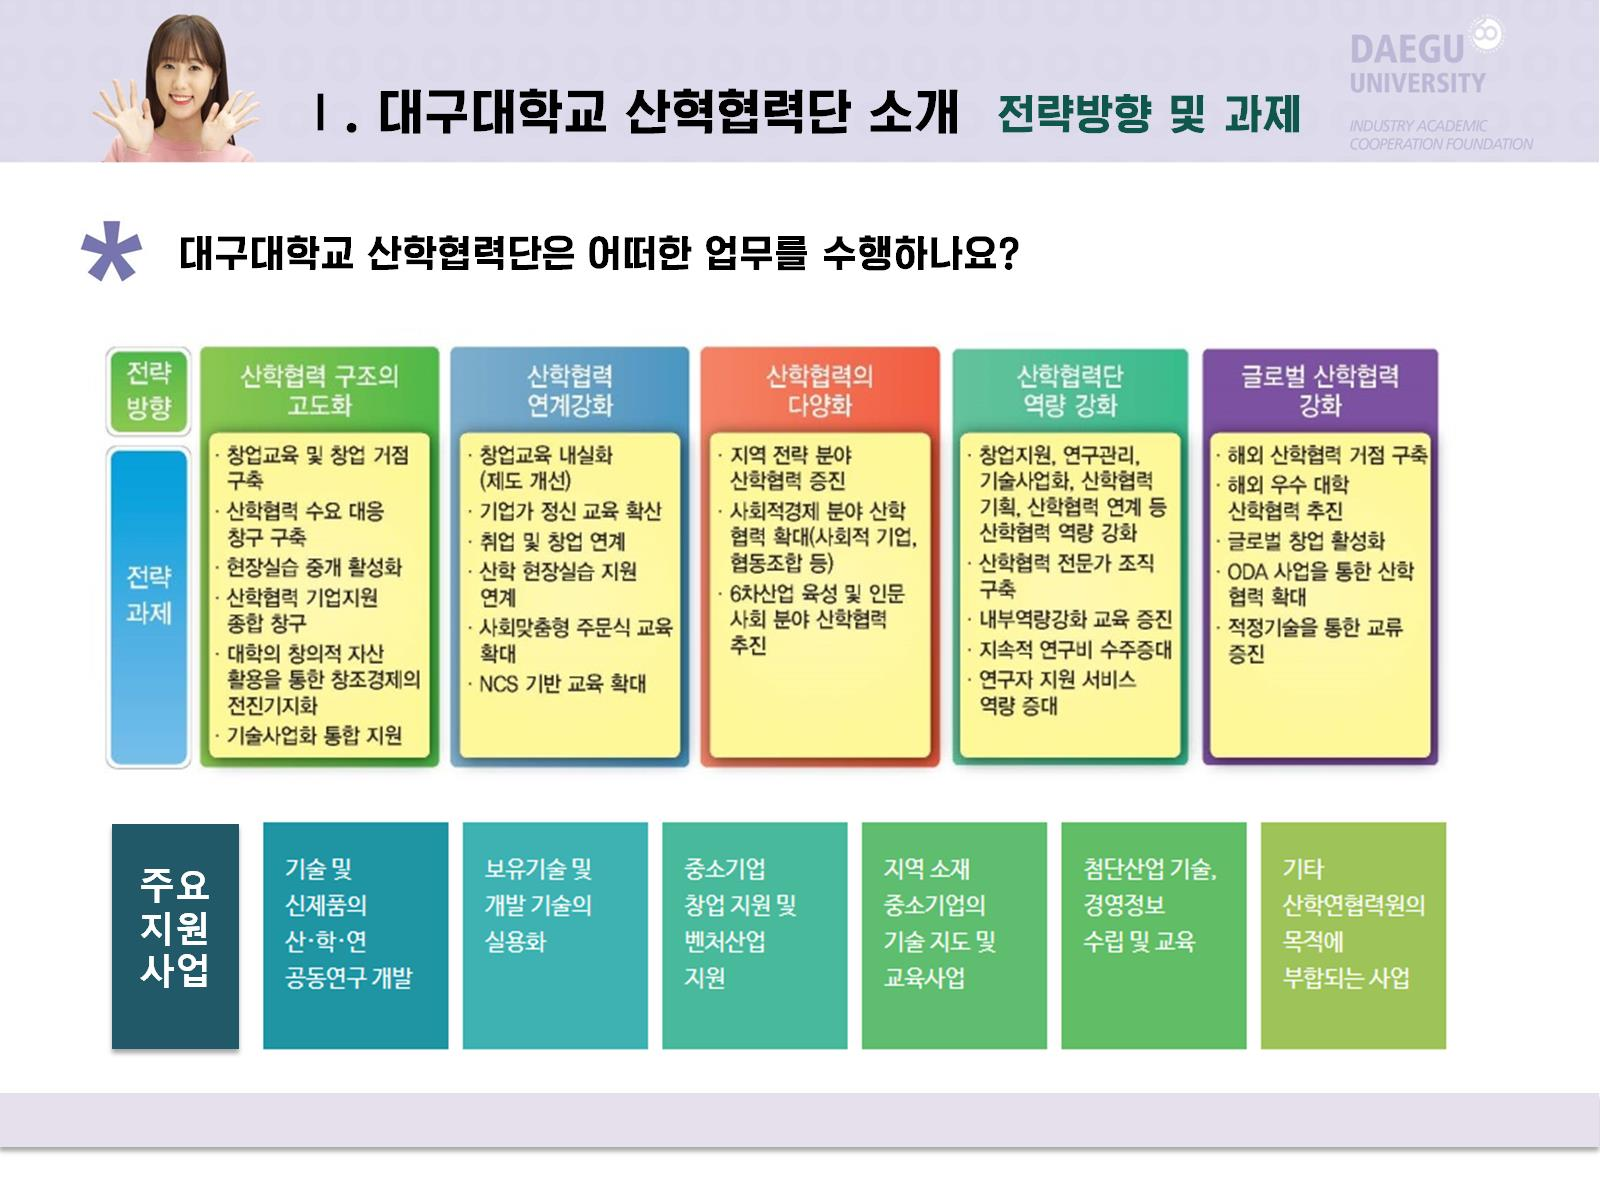 Ⅰ. 대구대학교 산혁협력단 소개 전략방향 및 과제
DAEGU
UNIVERSITY
INDUSTRY ACADEMIC
COOPERATION FOUNDATION
* 대구대학교 산학협력단은 어떠한 업무를 수행하나요?
전략
방향
산학협력 구조의
고도화
산학협력
연계강화
산학협력의
다양화
산학협력단
역량 강화
글로벌 산학협력
강화
전략
과제
· 창업교육 및 창업 거점
구축
· 산학협력 수요 대응
창구 구축
· 현장실습 중개 활성화
· 산학협력 기업지원
종합 창구
· 대학의 창의적 자산
활용을 통한 창조경제의
전진기지화
· 기술사업화 통합 지원
· 창업교육 내실화
(제도 개선)
· 기업가 정신 교육 확산
· 취업 및 창업 연계
· 산학 현장실습 지원
연계
· 사회맞춤형 주문식 교육
확대
· NCS 기반 교육 확대
· 지역 전략 분야
산학협력 증진
· 사회적경제 분야 산학
협력 확대(사회적 기업,
협동조합 등)
· 6차산업 육성 및 인문
사회 분야 산학협력
추진
· 창업지원, 연구관리,
기술사업화, 산학협력
기획, 산학협력 연계 등
산학협력 역량 강화
· 산학협력 전문가 조직
구축
· 내부역량강화 교육 증진
· 지속적 연구비 수주증대
· 연구자 지원 서비스
역량 증대
· 해외 산학협력 거점 구축
· 해외 우수 대학
산학협력 추진
· 글로벌 창업 활성화
· ODA 사업을 통한 산학
협력 확대
· 적정기술을 통한 교류
증진
주요
지원
사업
기술 및
신제품의
산·학·연
공동연구 개발
보유기술 및
개발 기술의
실용화
중소기업
창업 지원 및
벤처산업
지원
지역 소재
중소기업의
기술 지도 및
교육사업
첨단산업 기술,
경영정보
수립 및 교육
기타
산학연협력원의
목적에
부합되는 사업